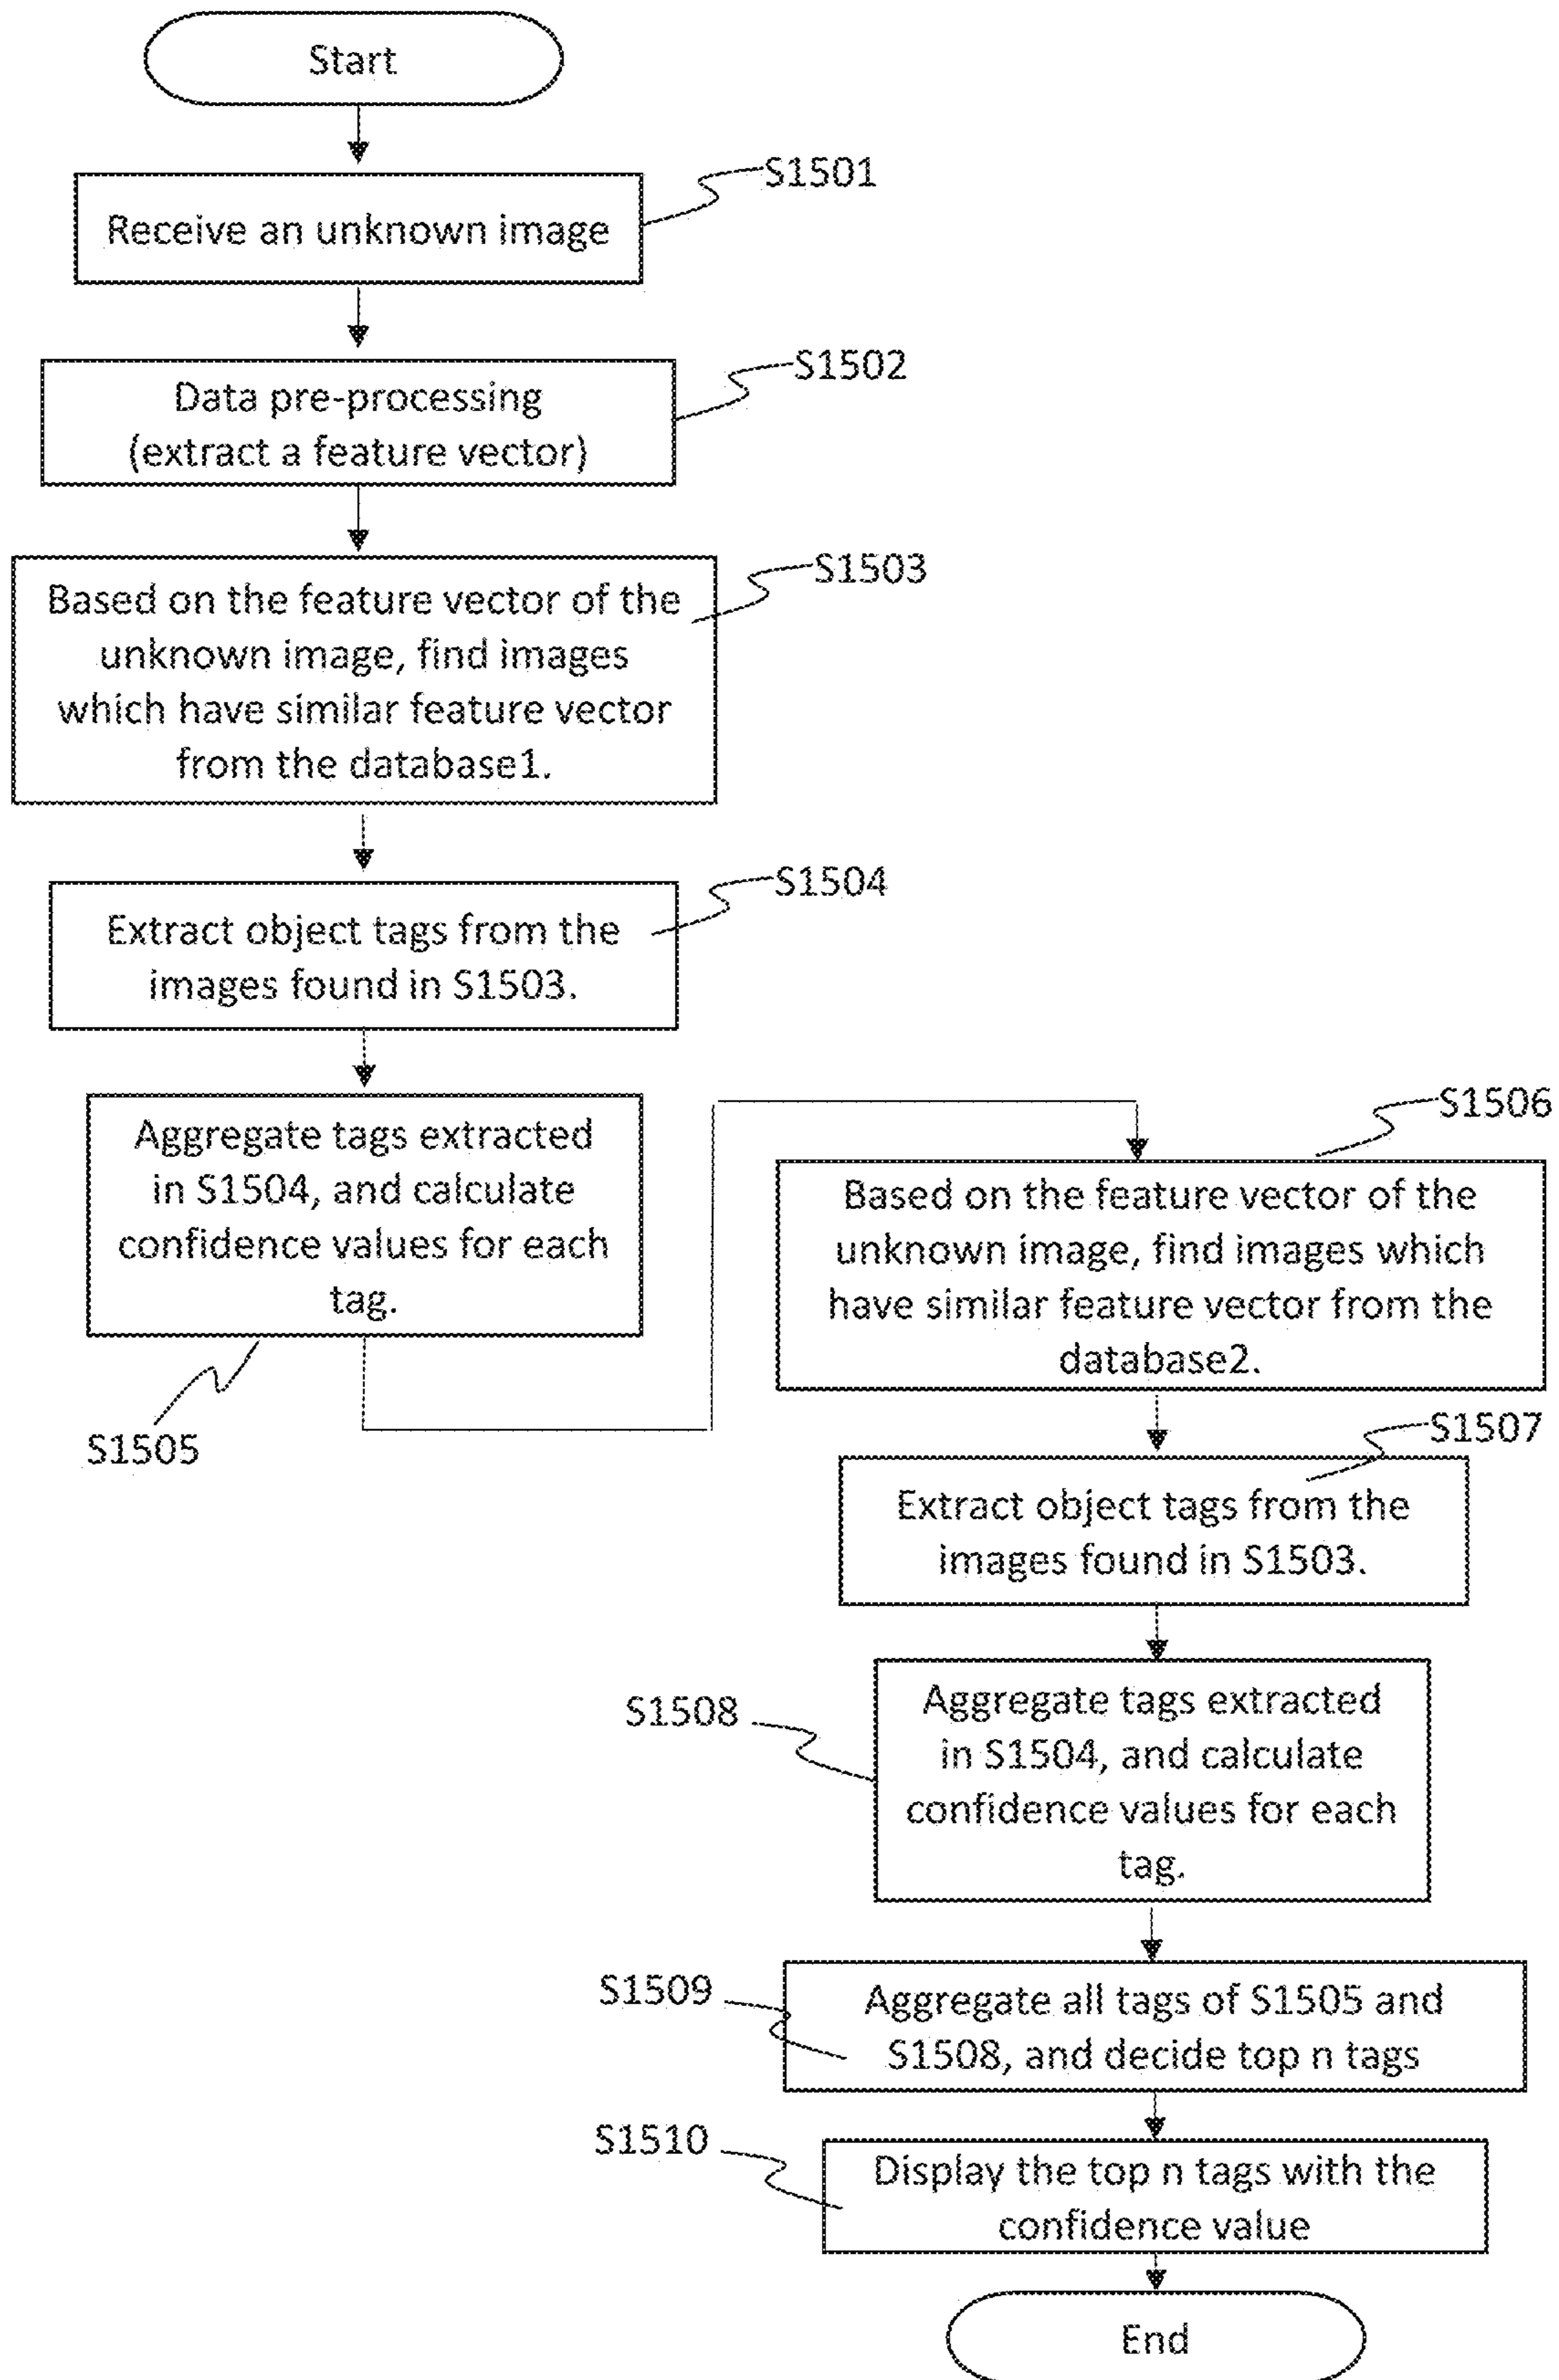 Start
S1501
Receive an unknown image
S1502
Data pre-processing
(extract a feature vector)
S1503
Based on the feature vector of the
unknown image, find images
which have similar feature vector
from the database1.
S1504
Extract object tags from the
images found in S1503.
Aggregate tags extracted
in S1504, and calculate
confidence values for each
tag.
S1505
S1506
Based on the feature vector of the
unknown image, find images which
have similar feature vector from the
database2.
S1507
Extract object tags from the
images found in S1503.
S1508
Aggregate tags extracted
in S1504, and calculate
confidence values for each
tag.
S1509
Aggregate all tags of S1505 and
S1508, and decide top n tags
S1510
Display the top n tags with the
confidence value
End